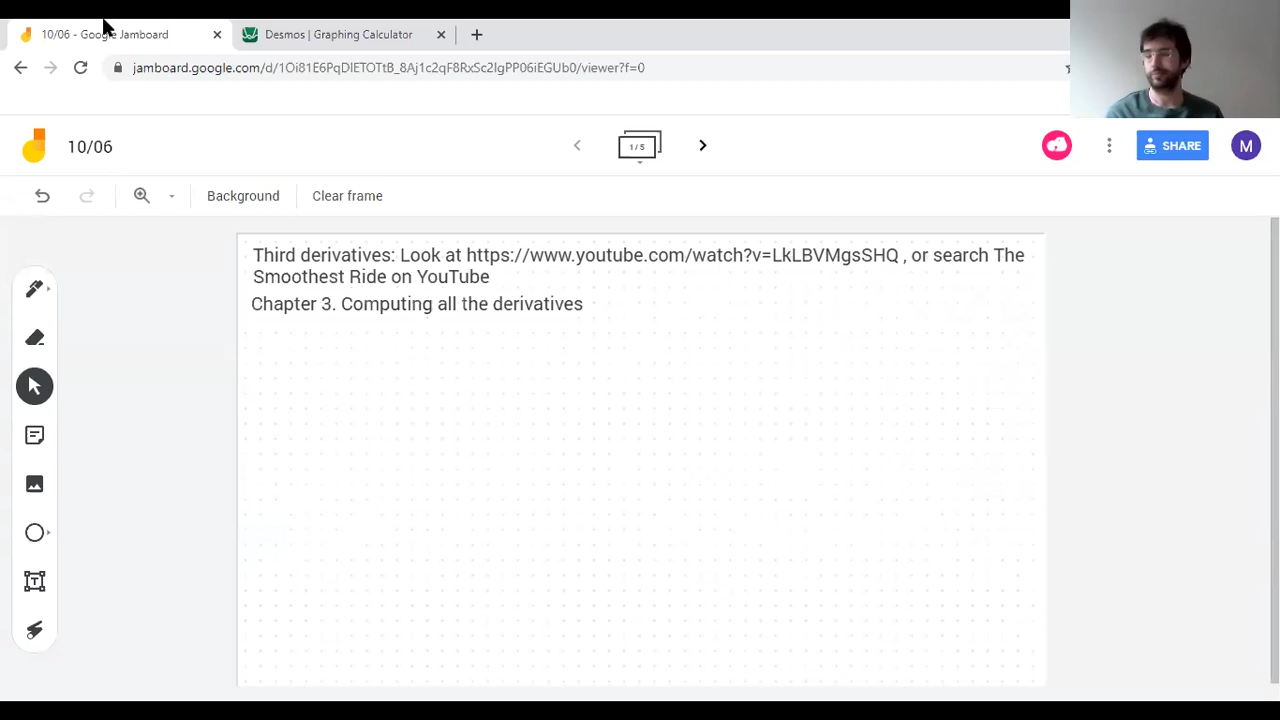 10/06 - Google Jamboard
Desmos | Graphing Calculator
jamboard.google.com/d/1Oi81E6PqDIETOTtB_8Aj1c2qF8RxSc2IgPP06iEGUb0/viewer?f=0
10/06
1 / 5
SHARE
M
Background
Clear frame
Third derivatives: Look at https://www.youtube.com/watch?v=LkLBVMgsSHQ , or search The
Smoothest Ride on YouTube
Chapter 3. Computing all the derivatives